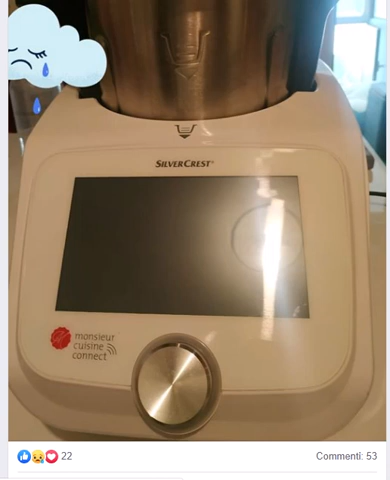 SILVERCREST®
monsieur
cuisine
connect
22
Commenti: 53